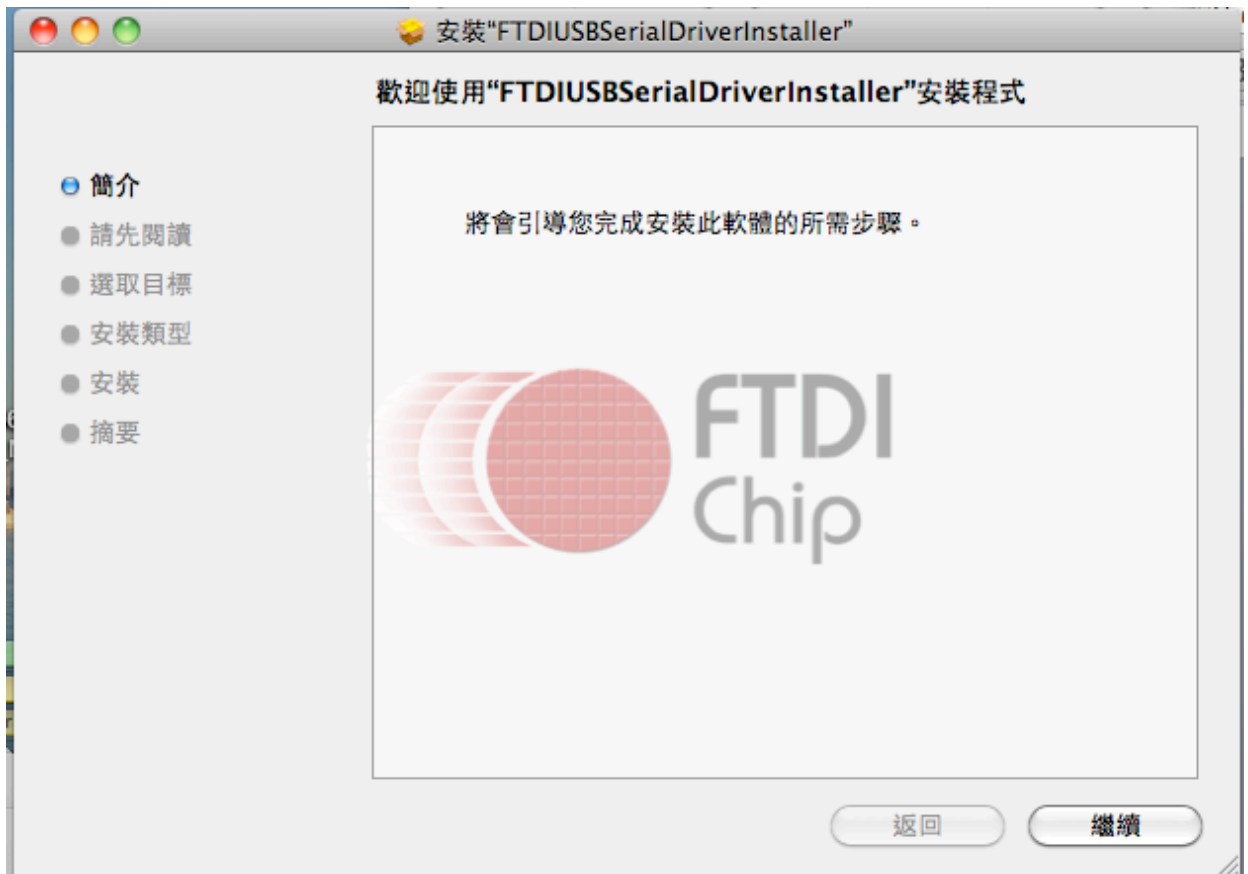 安裝“FTDIUSBSerialDriverInstaller”
歡迎使用“FTDIUSBSerialDriverInstaller”安裝程式
簡介
請先閱讀
選取目標
安裝類型
安裝
摘要
將會引導您完成安裝此軟體的所需步驟。
FTDI
Chip
返回
繼續